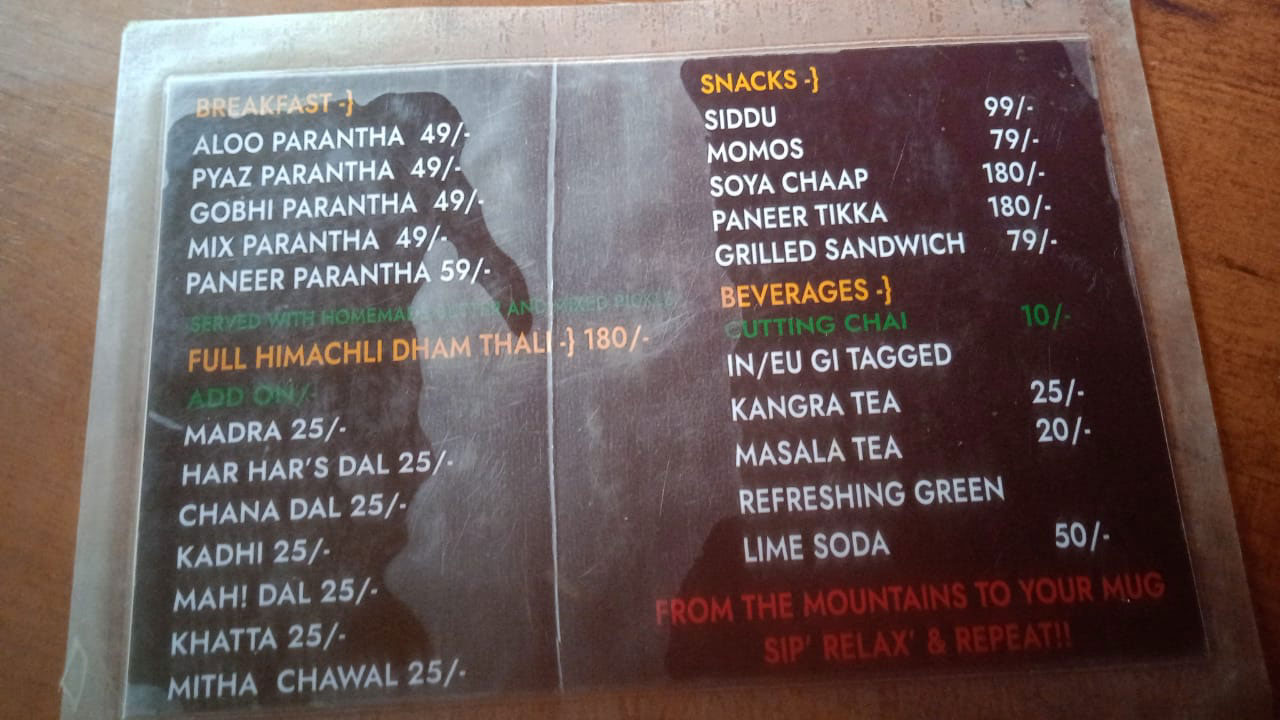 BREAKFAST -}
ALOO PARANTHA 49/-
PYAZ PARANTHA 49/-
GOBHI PARANTHA 49/-
MIX PARANTHA 49/-
PANEER PARANTHA 59/-
SERVED WITH HOMEMADE BUTTER AND MIXED PICKLE
FULL HIMACHLI DHAM THALI -} 180/-
ADD ON/-
MADRA 25/-
HAR HAR'S DAL 25/-
CHANA DAL 25/-
KADHI 25/-
MAH! DAL 25/-
KHATTA 25/-
MITHA CHAWAL 25/-
SNACKS -}
SIDDU 99/-
MOMOS 79/-
SOYA CHAAP 180/-
PANEER TIKKA 180/-
GRILLED SANDWICH 79/-
BEVERAGES -}
CUTTING CHAI 10/-
IN/EU GI TAGGED
KANGRA TEA 25/-
MASALA TEA 20/-
REFRESHING GREEN
LIME SODA 50/-
FROM THE MOUNTAINS TO YOUR MUG
SIP' RELAX' & REPEAT!!